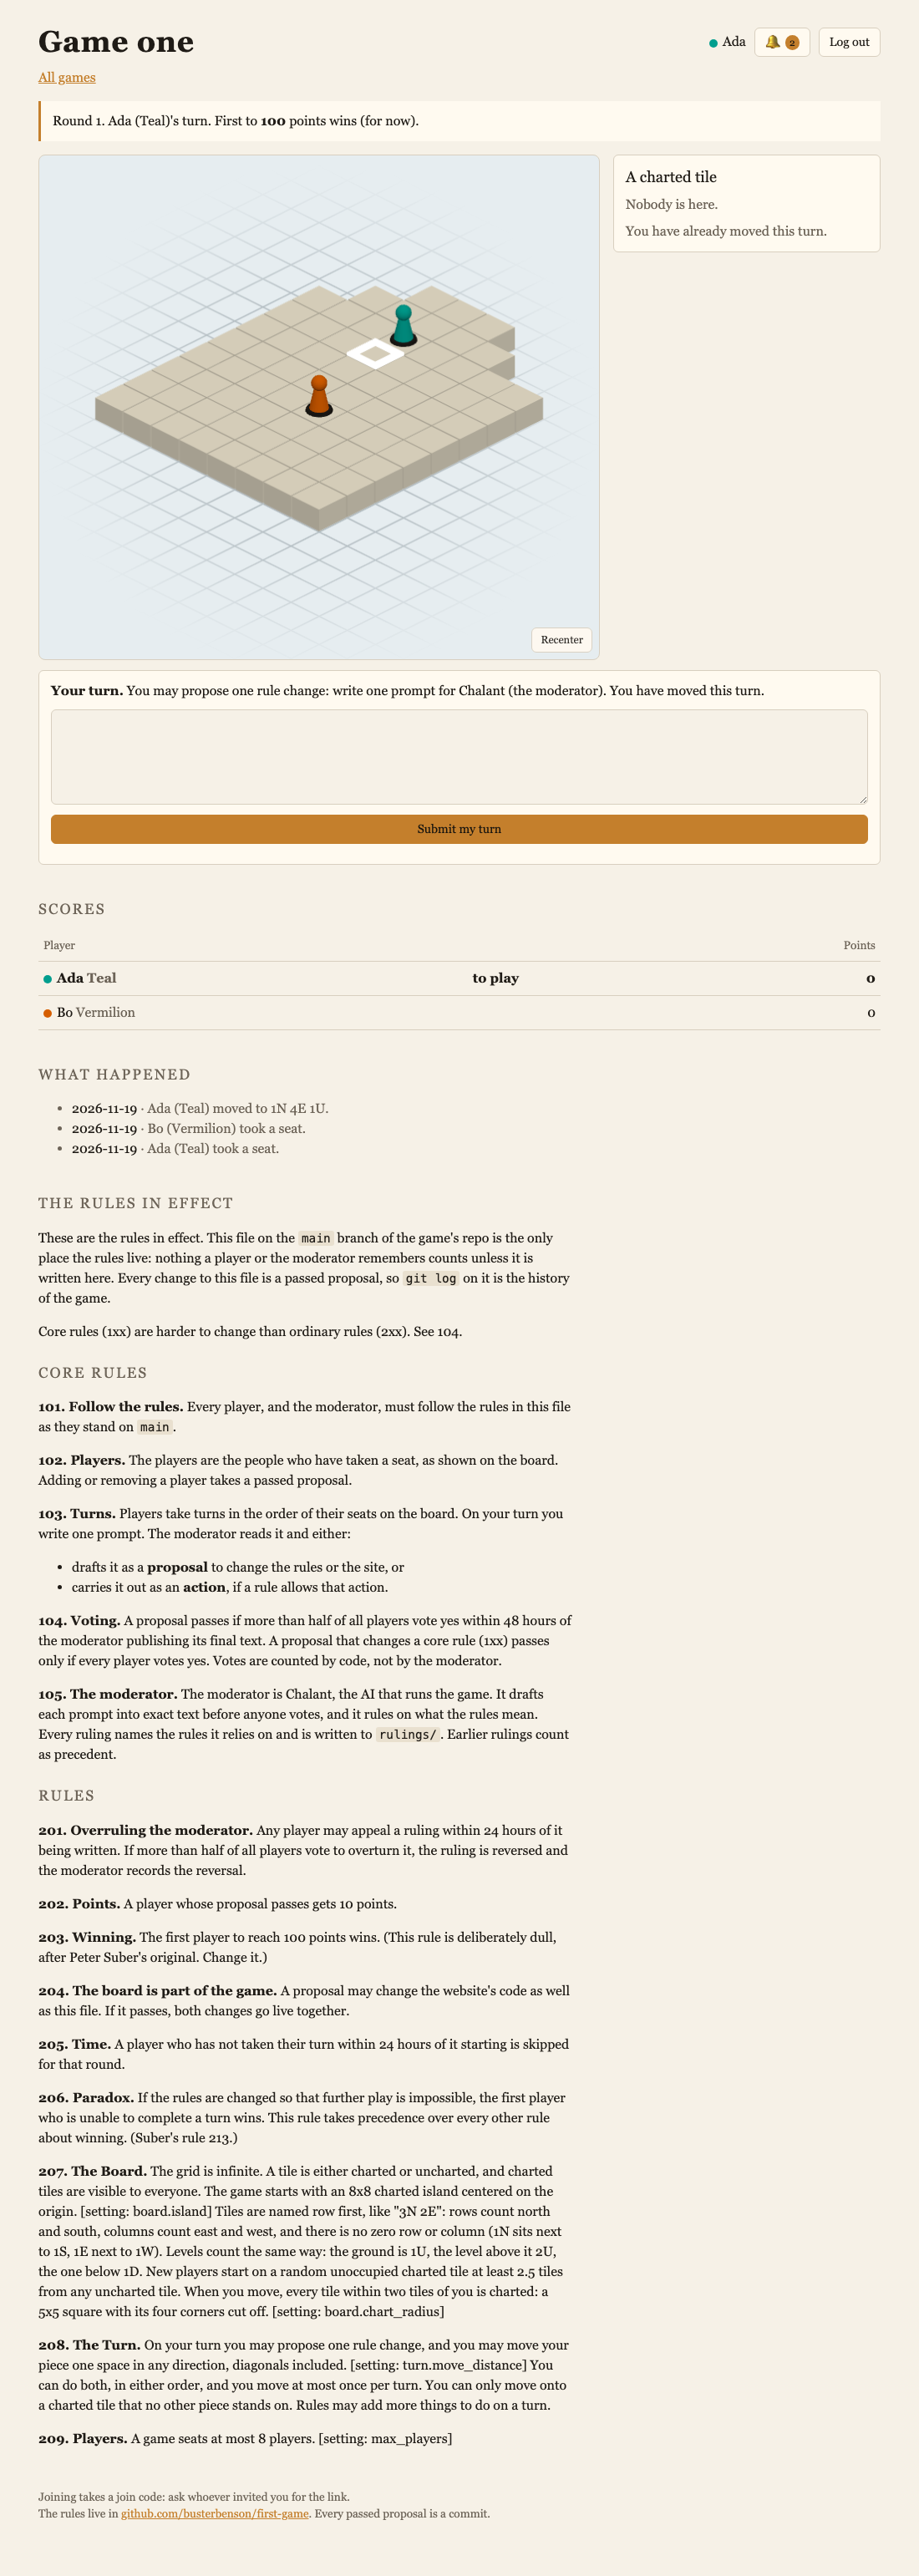 Game one
Ada
2
Log out
All games
Round 1. Ada (Teal)'s turn. First to 100 points wins (for now).
A charted tile
Nobody is here.
You have already moved this turn.
Recenter
Your turn. You may propose one rule change: write one prompt for Chalant (the moderator). You have moved this turn.
Submit my turn
SCORES
Player Points
Ada Teal to play 0
Bo Vermilion 0
WHAT HAPPENED
• 2026-11-19 · Ada (Teal) moved to 1N 4E 1U.
• 2026-11-19 · Bo (Vermilion) took a seat.
• 2026-11-19 · Ada (Teal) took a seat.
THE RULES IN EFFECT
These are the rules in effect. This file on the main branch of the game's repo is the only
place the rules live: nothing a player or the moderator remembers counts unless it is
written here. Every change to this file is a passed proposal, so git log on it is the history
of the game.
Core rules (1xx) are harder to change than ordinary rules (2xx). See 104.
CORE RULES
101. Follow the rules. Every player, and the moderator, must follow the rules in this file
as they stand on main.
102. Players. The players are the people who have taken a seat, as shown on the board.
Adding or removing a player takes a passed proposal.
103. Turns. Players take turns in the order of their seats on the board. On your turn you
write one prompt. The moderator reads it and either:
• drafts it as a proposal to change the rules or the site, or
• carries it out as an action, if a rule allows that action.
104. Voting. A proposal passes if more than half of all players vote yes within 48 hours of
the moderator publishing its final text. A proposal that changes a core rule (1xx) passes
only if every player votes yes. Votes are counted by code, not by the moderator.
105. The moderator. The moderator is Chalant, the AI that runs the game. It drafts
each prompt into exact text before anyone votes, and it rules on what the rules mean.
Every ruling names the rules it relies on and is written to rulings/. Earlier rulings count
as precedent.
RULES
201. Overruling the moderator. Any player may appeal a ruling within 24 hours of it
being written. If more than half of all players vote to overturn it, the ruling is reversed and
the moderator records the reversal.
202. Points. A player whose proposal passes gets 10 points.
203. Winning. The first player to reach 100 points wins. (This rule is deliberately dull,
after Peter Suber's original. Change it.)
204. The board is part of the game. A proposal may change the website's code as well
as this file. If it passes, both changes go live together.
205. Time. A player who has not taken their turn within 24 hours of it starting is skipped
for that round.
206. Paradox. If the rules are changed so that further play is impossible, the first player
who is unable to complete a turn wins. This rule takes precedence over every other rule
about winning. (Suber's rule 213.)
207. The Board. The grid is infinite. A tile is either charted or uncharted, and charted
tiles are visible to everyone. The game starts with an 8x8 charted island centered on the
origin. [setting: board.island] Tiles are named row first, like "3N 2E": rows count north
and south, columns count east and west, and there is no zero row or column (1N sits next
to 1S, 1E next to 1W). Levels count the same way: the ground is 1U, the level above it 2U,
the one below 1D. New players start on a random unoccupied charted tile at least 2.5 tiles
from any uncharted tile. When you move, every tile within two tiles of you is charted: a
5x5 square with its four corners cut off. [setting: board.chart_radius]
208. The Turn. On your turn you may propose one rule change, and you may move your
piece one space in any direction, diagonals included. [setting: turn.move_distance] You
can do both, in either order, and you move at most once per turn. You can only move onto
a charted tile that no other piece stands on. Rules may add more things to do on a turn.
209. Players. A game seats at most 8 players. [setting: max_players]
Joining takes a join code: ask whoever invited you for the link.
The rules live in github.com/busterbenson/first-game. Every passed proposal is a commit.